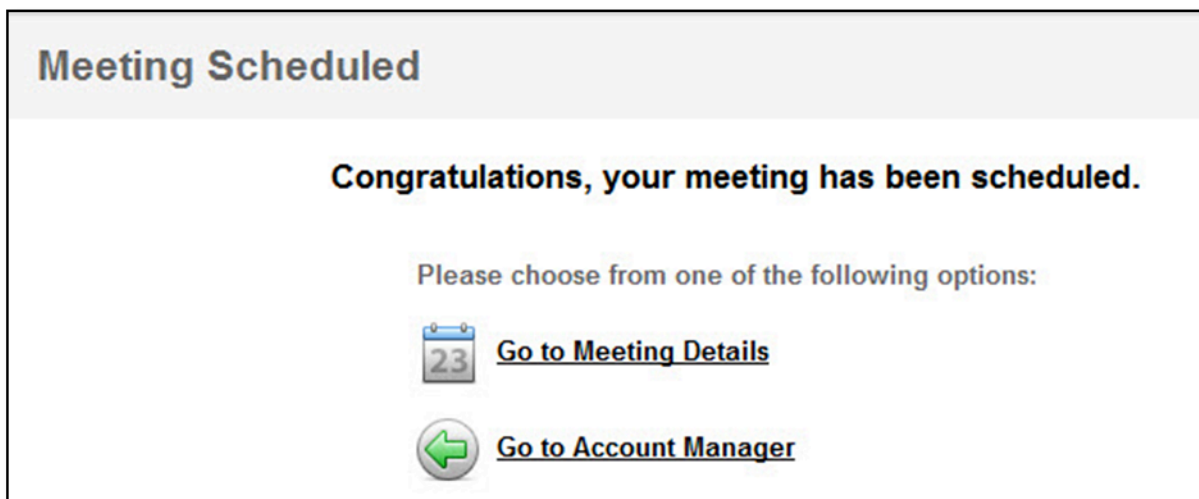 Meeting Scheduled
Congratulations, your meeting has been scheduled.
Please choose from one of the following options:
23
Go to Meeting Details
Go to Account Manager